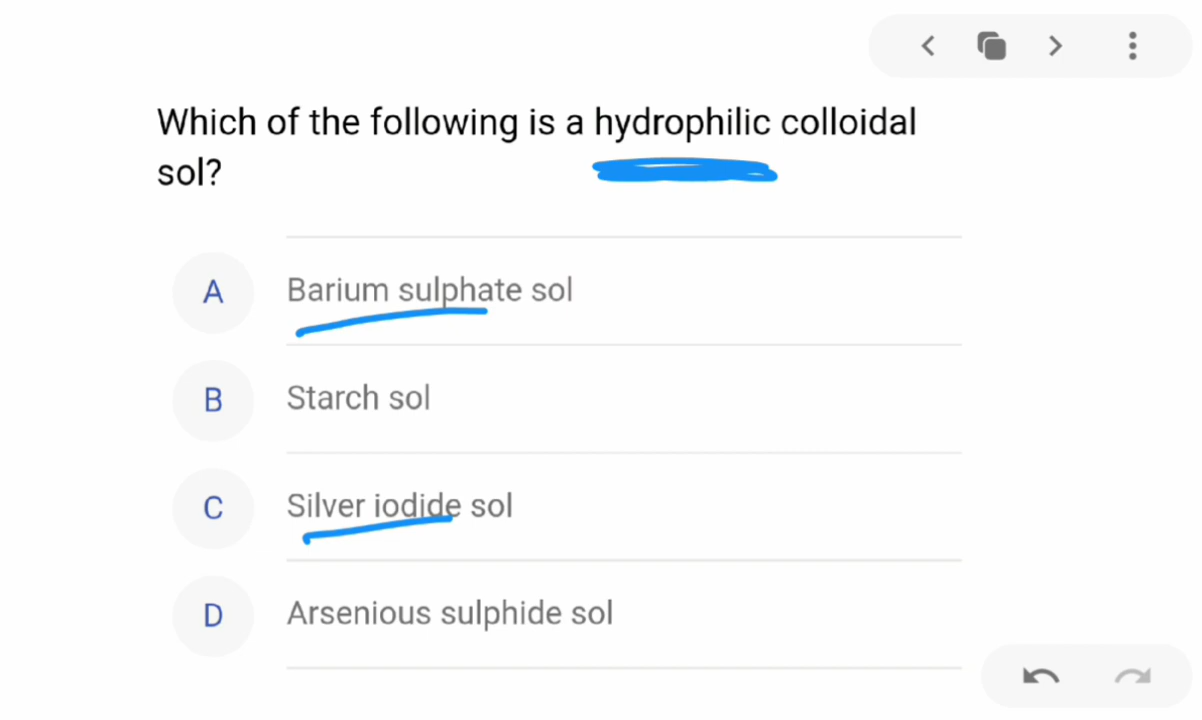 Which of the following is a hydrophilic colloidal
sol?
A Barium sulphate sol
B Starch sol
C Silver iodide sol
D Arsenious sulphide sol